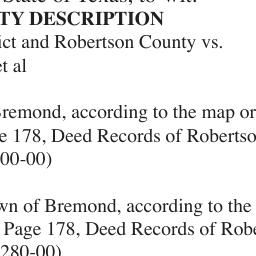 State of Texas, to-wit:
TY DESCRIPTION
ict and Robertson County vs.
et al
Bremond, according to the map or
e 178, Deed Records of Robertso
00-00)
wn of Bremond, according to the
Page 178, Deed Records of Robe
280-00)